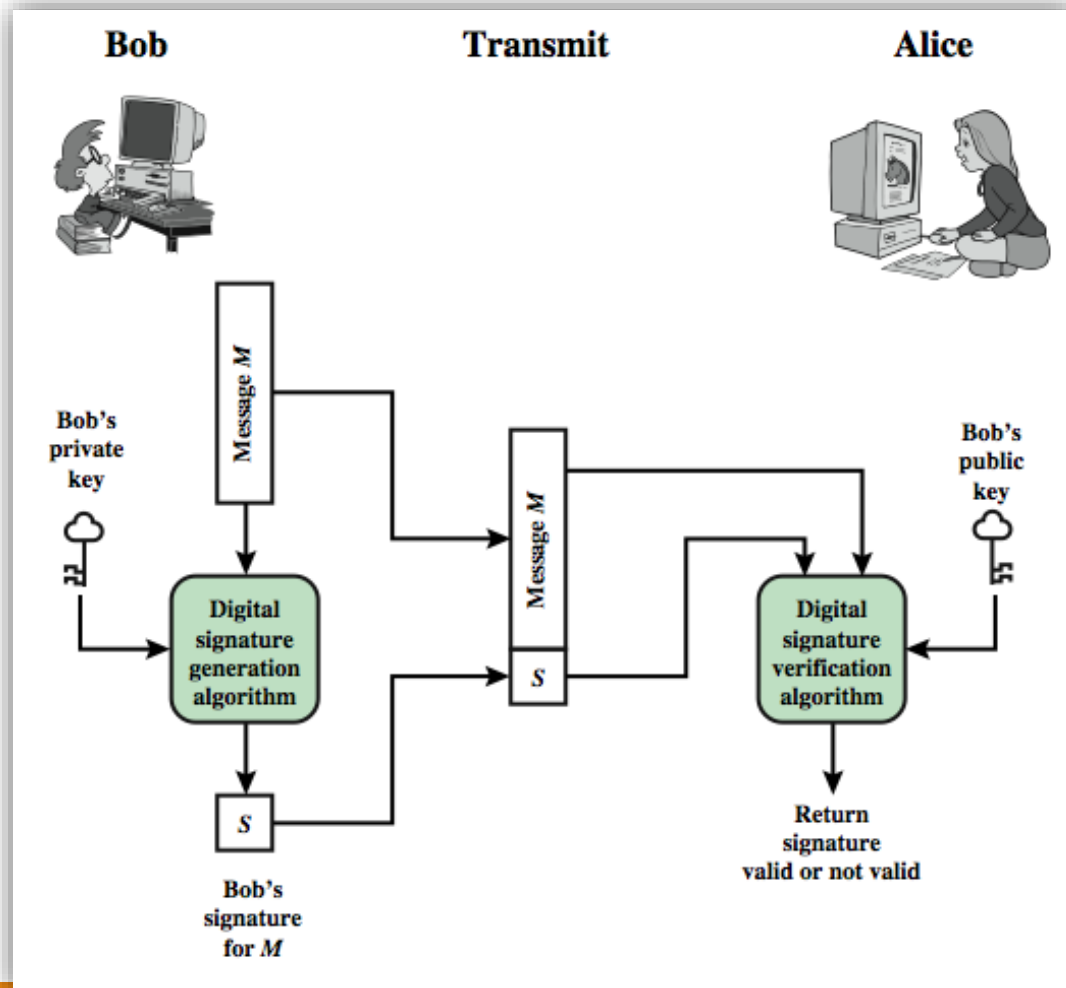 Bob
Transmit
Alice
Message M
Bob's
private
key
Message M
Bob's
public
key
Digital
signature
generation
algorithm
S
Digital
signature
verification
algorithm
S
Bob's
signature
for M
Return
signature
valid or not valid